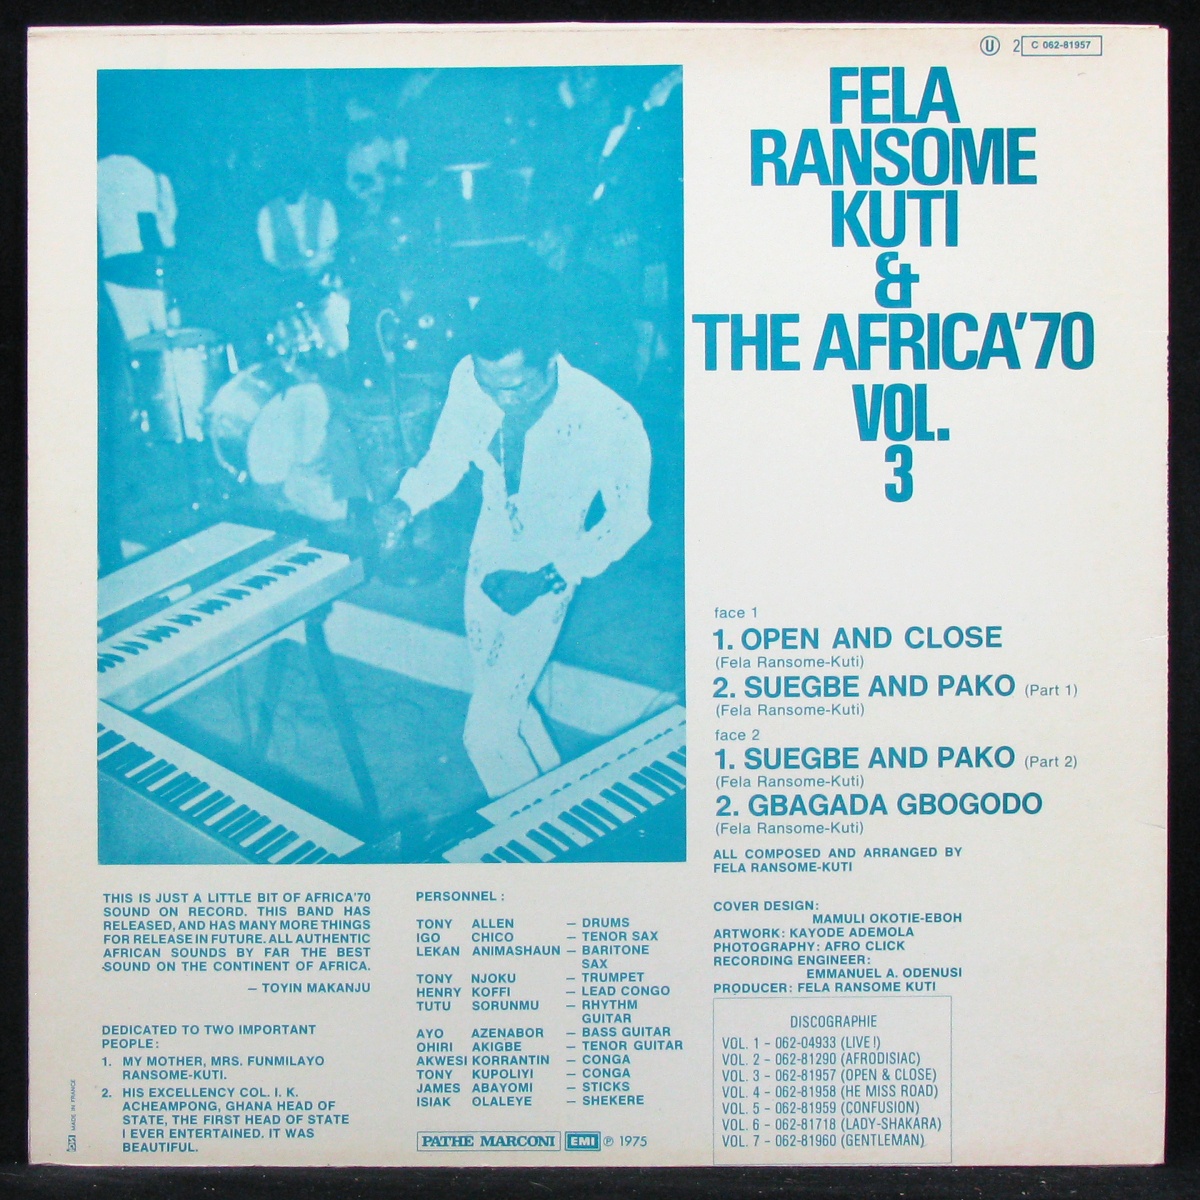 U 2 C 062-81957
FELA
RANSOME
KUTI
&
THE AFRICA'70
VOL.
3
face 1
1. OPEN AND CLOSE
(Fela Ransome-Kuti)
2. SUEGBE AND PAKO (Part 1)
(Fela Ransome-Kuti)
face 2
1. SUEGBE AND PAKO (Part 2)
(Fela Ransome-Kuti)
2. GBAGADA GBOGODO
(Fela Ransome-Kuti)
ALL COMPOSED AND ARRANGED BY
FELA RANSOME-KUTI
COVER DESIGN:
MAMULI OKOTIE-EBOH
ARTWORK: KAYODE ADEMOLA
PHOTOGRAPHY: AFRO CLICK
RECORDING ENGINEER:
EMMANUEL A. ODENUSI
PRODUCER: FELA RANSOME KUTI
DISCOGRAPHIE
VOL. 1 - 062-04933 (LIVE!)
VOL. 2 - 062-81290 (AFRODISIAC)
VOL. 3 - 062-81957 (OPEN & CLOSE)
VOL. 4 - 062-81958 (HE MISS ROAD)
VOL. 5 - 062-81959 (CONFUSION)
VOL. 6 - 062-81718 (LADY-SHAKARA)
VOL. 7 - 062-81960 (GENTLEMAN)
THIS IS JUST A LITTLE BIT OF AFRICA'70
SOUND ON RECORD. THIS BAND HAS
RELEASED, AND HAS MANY MORE THINGS
FOR RELEASE IN FUTURE. ALL AUTHENTIC
AFRICAN SOUNDS BY FAR THE BEST
SOUND ON THE CONTINENT OF AFRICA.
— TOYIN MAKANJU
DEDICATED TO TWO IMPORTANT
PEOPLE:
1. MY MOTHER, MRS. FUNMILAYO
RANSOME-KUTI.
2. HIS EXCELLENCY COL. I. K.
ACHEAMPONG, GHANA HEAD OF
STATE, THE FIRST HEAD OF STATE
I EVER ENTERTAINED. IT WAS
BEAUTIFUL.
PERSONNEL :
TONY ALLEN — DRUMS
IGO CHICO — TENOR SAX
LEKAN ANIMASHAUN — BARITONE
SAX
TONY NJOKU — TRUMPET
HENRY KOFFI — LEAD CONGO
TUTU SORUNMU — RHYTHM
GUITAR
AYO AZENABOR — BASS GUITAR
OHIRI AKIGBE — TENOR GUITAR
AKWESI KORRANTIN — CONGA
TONY KUPOLIYI — CONGA
JAMES ABAYOMI — STICKS
ISIAK OLALEYE — SHEKERE
PATHE MARCONI EMI ℗ 1975
MADE IN FRANCE